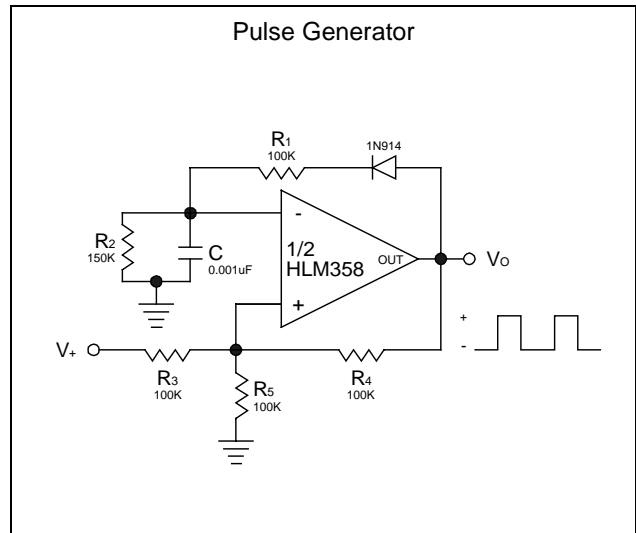 Pulse Generator
R1
100K
1N914
R2
150K
C
0.001uF
-
1/2
HLM358
OUT
+
VO
V+
R3
100K
R5
100K
R4
100K
+
-